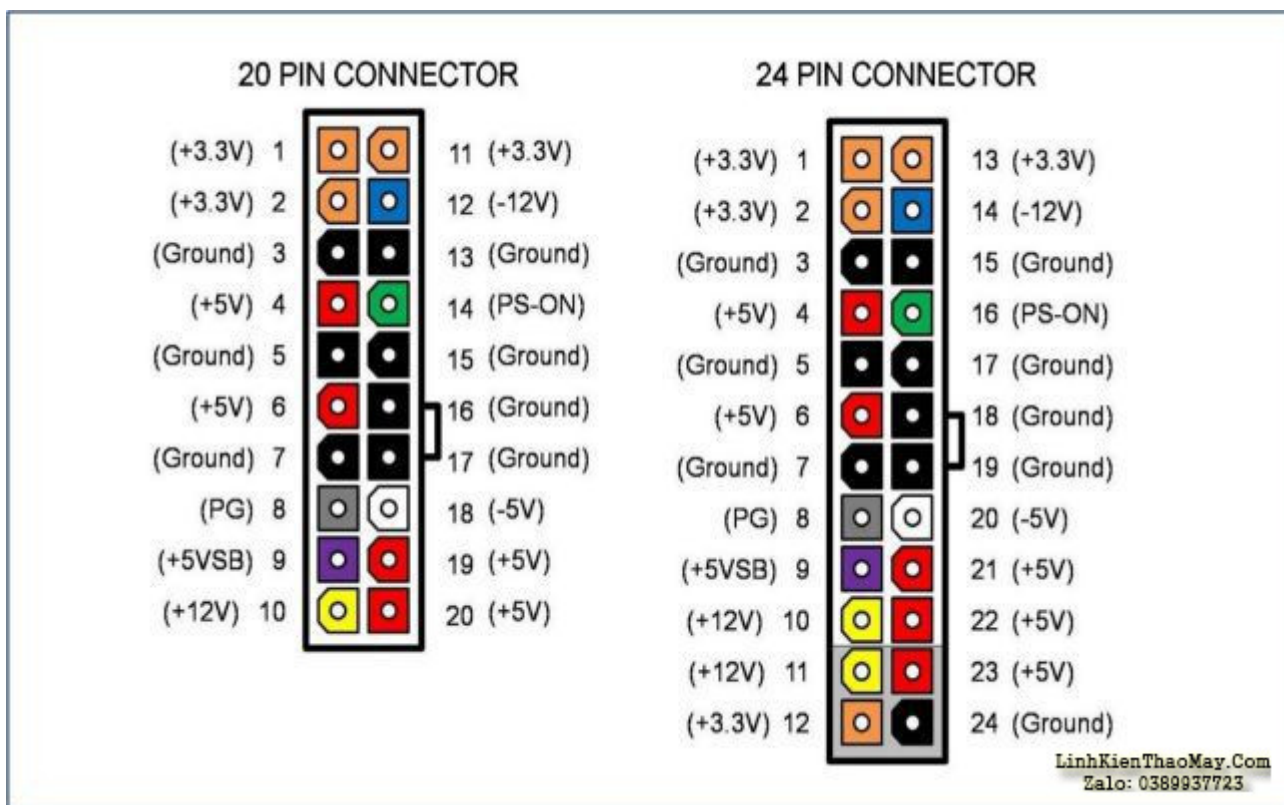 20 PIN CONNECTOR
(+3.3V) 1
11 (+3.3V)
(+3.3V) 2
12 (-12V)
(Ground) 3
13 (Ground)
(+5V) 4
14 (PS-ON)
(Ground) 5
15 (Ground)
(+5V) 6
16 (Ground)
(Ground) 7
17 (Ground)
(PG) 8
18 (-5V)
(+5VSB) 9
19 (+5V)
(+12V) 10
20 (+5V)
24 PIN CONNECTOR
(+3.3V) 1
13 (+3.3V)
(+3.3V) 2
14 (-12V)
(Ground) 3
15 (Ground)
(+5V) 4
16 (PS-ON)
(Ground) 5
17 (Ground)
(+5V) 6
18 (Ground)
(Ground) 7
19 (Ground)
(PG) 8
20 (-5V)
(+5VSB) 9
21 (+5V)
(+12V) 10
22 (+5V)
(+12V) 11
23 (+5V)
(+3.3V) 12
24 (Ground)
LinhKienThaoMay.Com
Zalo: 0389937723